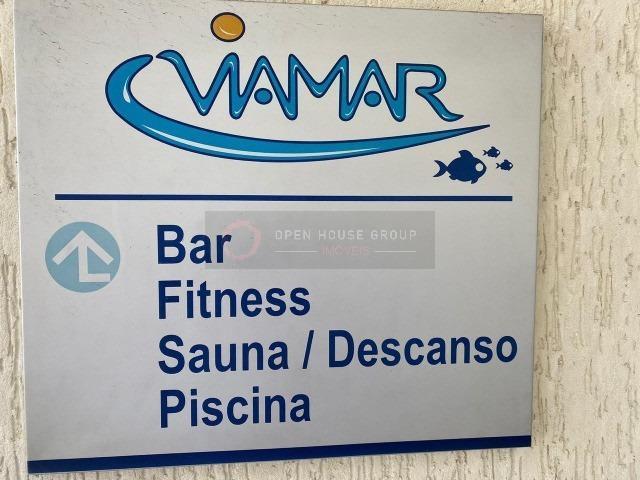 VIAMAR
Bar
OPEN HOUSE GROUP
IMÓVEIS
Fitness
Sauna / Descanso
Piscina